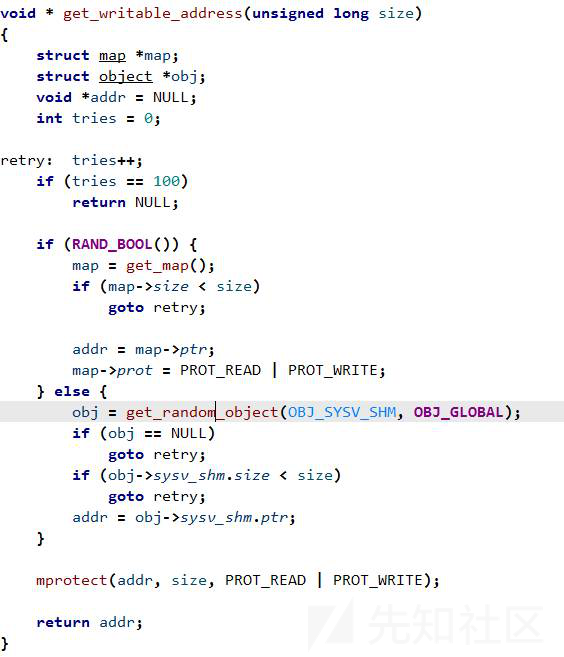 void * get_writable_address(unsigned long size)
{
    struct map *map;
    struct object *obj;
    void *addr = NULL;
    int tries = 0;

retry:  tries++;
    if (tries == 100)
        return NULL;

    if (RAND_BOOL()) {
        map = get_map();
        if (map->size < size)
            goto retry;

        addr = map->ptr;
        map->prot = PROT_READ | PROT_WRITE;
    } else {
        obj = get_random_object(OBJ_SYSV_SHM, OBJ_GLOBAL);
        if (obj == NULL)
            goto retry;
        if (obj->sysv_shm.size < size)
            goto retry;
        addr = obj->sysv_shm.ptr;
    }

    mprotect(addr, size, PROT_READ | PROT_WRITE);

    return addr;
}
先知社区